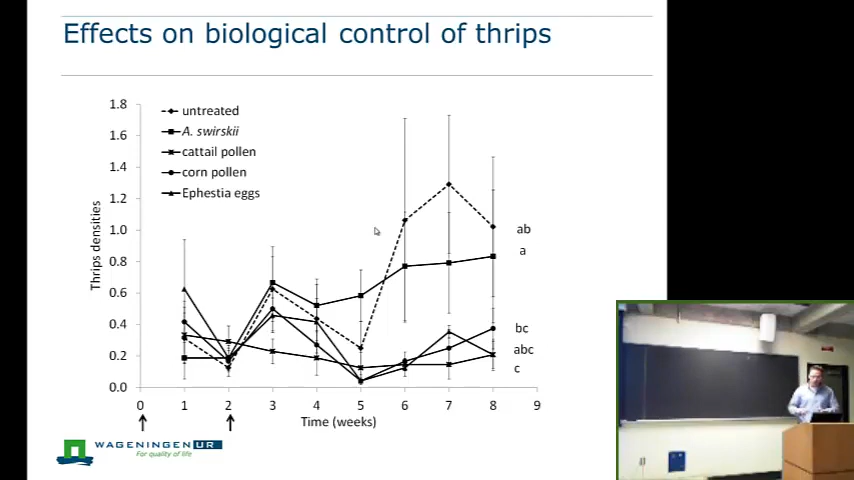 Effects on biological control of thrips
1.8
1.6
1.4
1.2
1.0
0.8
0.6
0.4
0.2
0.0
Thrips densities
untreated
A. swirskii
cattail pollen
corn pollen
Ephestia eggs
ab
a
bc
abc
c
0 1 2 3 4 5 6 7 8 9
Time (weeks)
WAGENINGEN UR
For quality of life